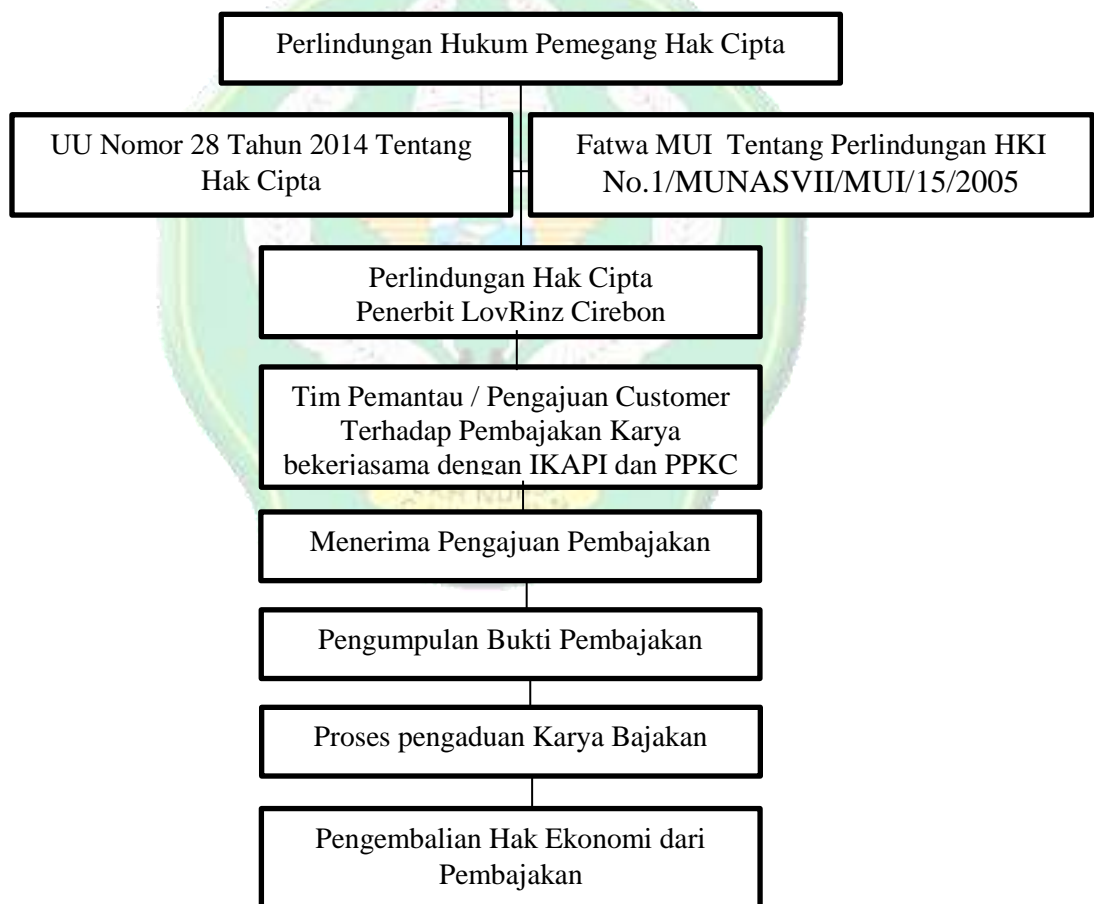 Perlindungan Hukum Pemegang Hak Cipta
UU Nomor 28 Tahun 2014 Tentang
Hak Cipta
Fatwa MUI Tentang Perlindungan HKI
No.1/MUNASVII/MUI/15/2005
Perlindungan Hak Cipta
Penerbit LovRinz Cirebon
Tim Pemantau / Pengajuan Customer
Terhadap Pembajakan Karya
bekerjasama dengan IKAPI dan PPKC
Menerima Pengajuan Pembajakan
Pengumpulan Bukti Pembajakan
Proses pengaduan Karya Bajakan
Pengembalian Hak Ekonomi dari
Pembajakan